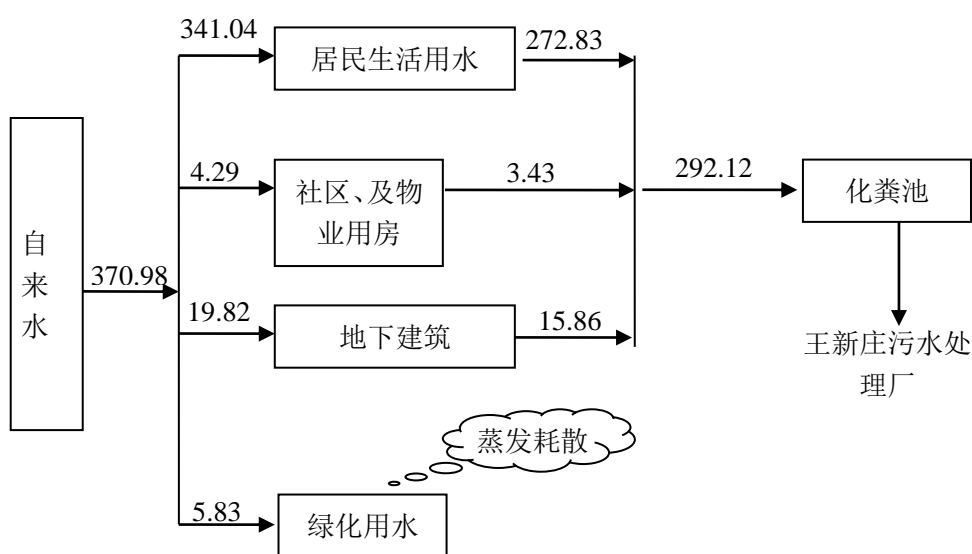 341.04
居民生活用水
272.83
4.29
社区、及物
业用房
3.43
292.12
化粪池
自
来
水
370.98
19.82
地下建筑
15.86
王新庄污水处
理厂
蒸发耗散
5.83
绿化用水